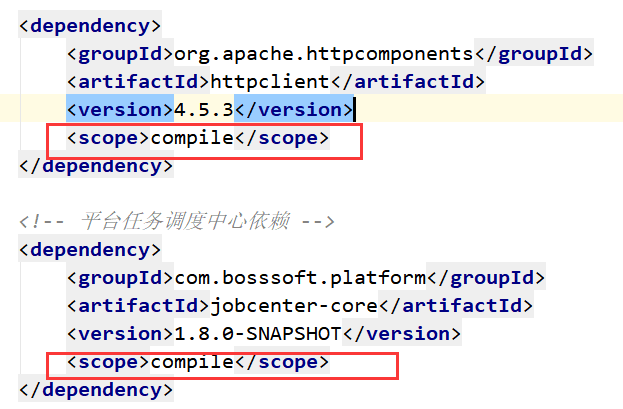 <dependency>
<groupId>org.apache.httpcomponents</groupId>
<artifactId>httpclient</artifactId>
<version>4.5.3</version>
<scope>compile</scope>
</dependency>
<!-- 平台任务调度中心依赖 -->
<dependency>
<groupId>com.bosssoft.platform</groupId>
<artifactId>jobcenter-core</artifactId>
<version>1.8.0-SNAPSHOT</version>
<scope>compile</scope>
</dependency>